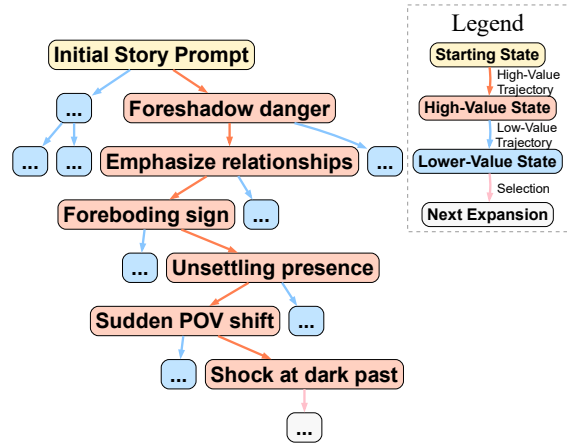 Legend
Initial Story Prompt
Starting State
High-Value
Trajectory
...
Foreshadow danger
High-Value State
Low-Value
Trajectory
...
...
Emphasize relationships
...
Lower-Value State
Selection
Foreboding sign
...
Next Expansion
...
Unsettling presence
Sudden POV shift
...
...
Shock at dark past
...